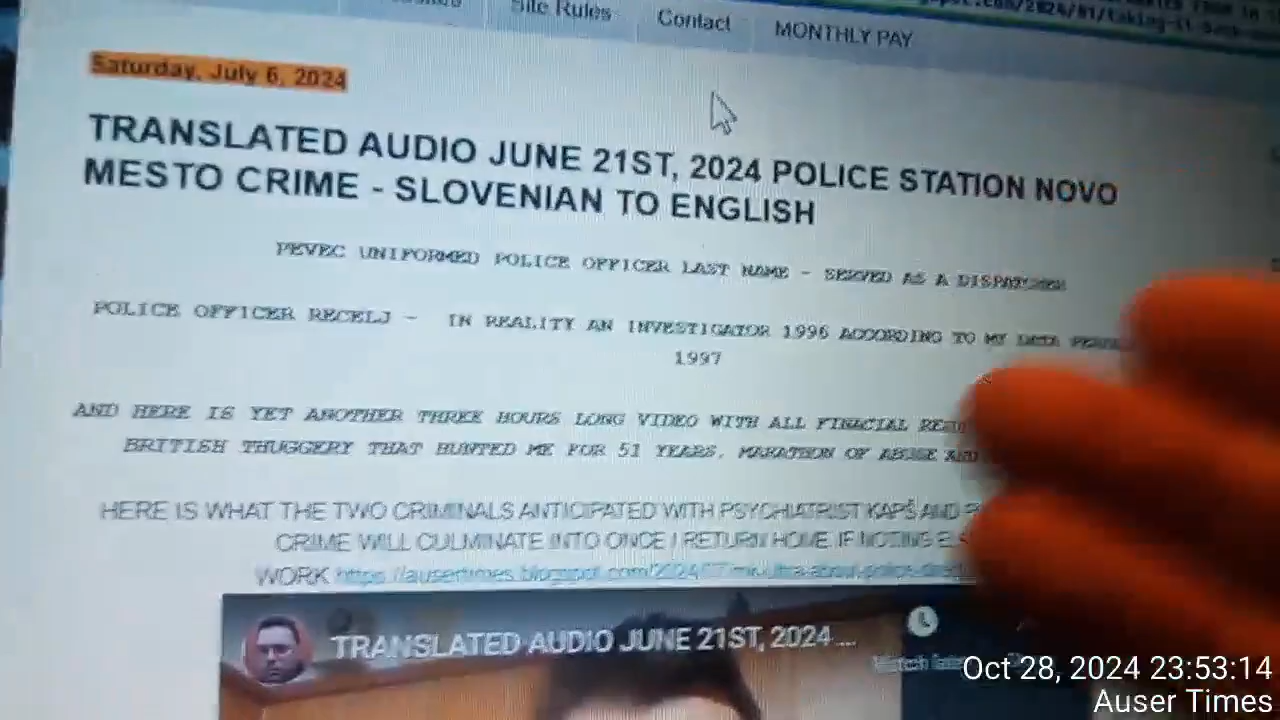 Site Rules
Contact
MONTHLY PAY
Saturday, July 6, 2024
TRANSLATED AUDIO JUNE 21ST, 2024 POLICE STATION NOVO
MESTO CRIME - SLOVENIAN TO ENGLISH
PEVEC UNIFORMED POLICE OFFICER LAST NAME - SERVED AS A DISPATCHER
POLICE OFFICER RECELJ - IN REALITY AN INVESTIGATOR 1996 ACCORDING TO MY DATA
1997
AND HERE IS YET ANOTHER THREE HOURS LONG VIDEO WITH ALL
BRITISH THUGGERY THAT HUNTED ME FOR 51 YEARS. MARATHON OF ABUSE AND
HERE IS WHAT THE TWO CRIMINALS ANTICIPATED WITH PSYCHIATRIST KAPŠ AND
CRIME WILL CULMINATE INTO ONCE I RETURN HOME IF
WORK
TRANSLATED AUDIO JUNE 21ST, 2024 ...
Watch later
Oct 28, 2024 23:53:14
Auser Times